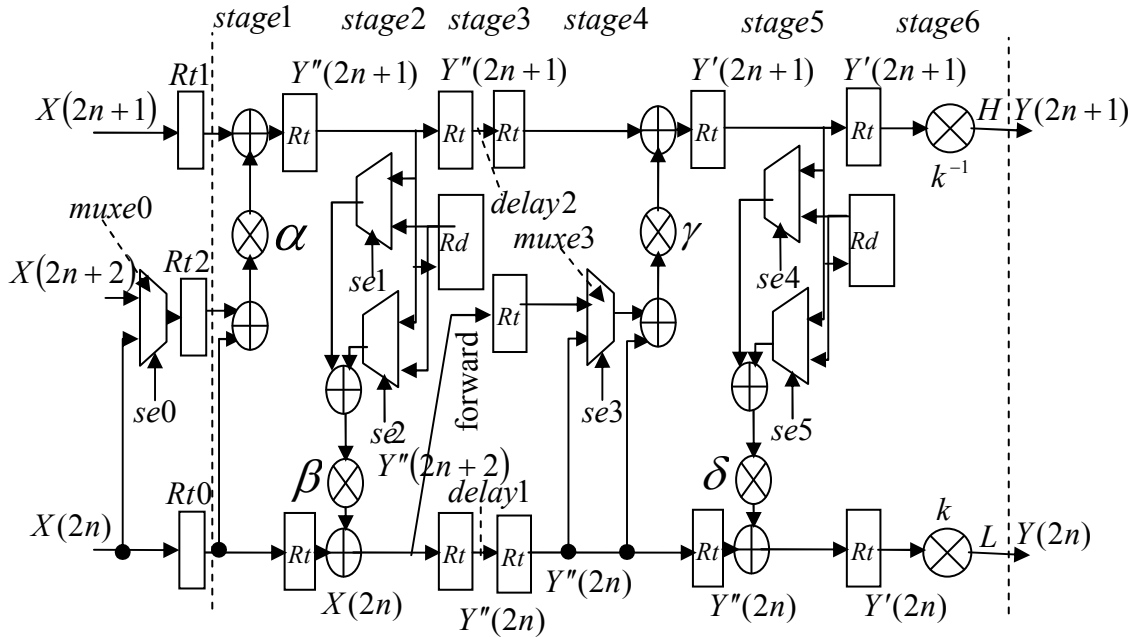 stage1 stage2 stage3 stage4 stage5 stage6
Rt1 Y″(2n+1) Y″(2n+1) Y′(2n+1) Y′(2n+1)
X(2n+1) H Y(2n+1)
Rt Rt Rt Rt Rt
k⁻¹
muxe0 delay2
α muxe3 γ
Rt2 Rd Rd
X(2n+2)
se1 se4
Rt
forward
se0 se2 se3 se5
Y″(2n+2)
β δ
Rt0 delay1 k
X(2n) L Y(2n)
Rt Rt Rt Rt Rt
X(2n) Y″(2n) Y″(2n) Y″(2n) Y′(2n)